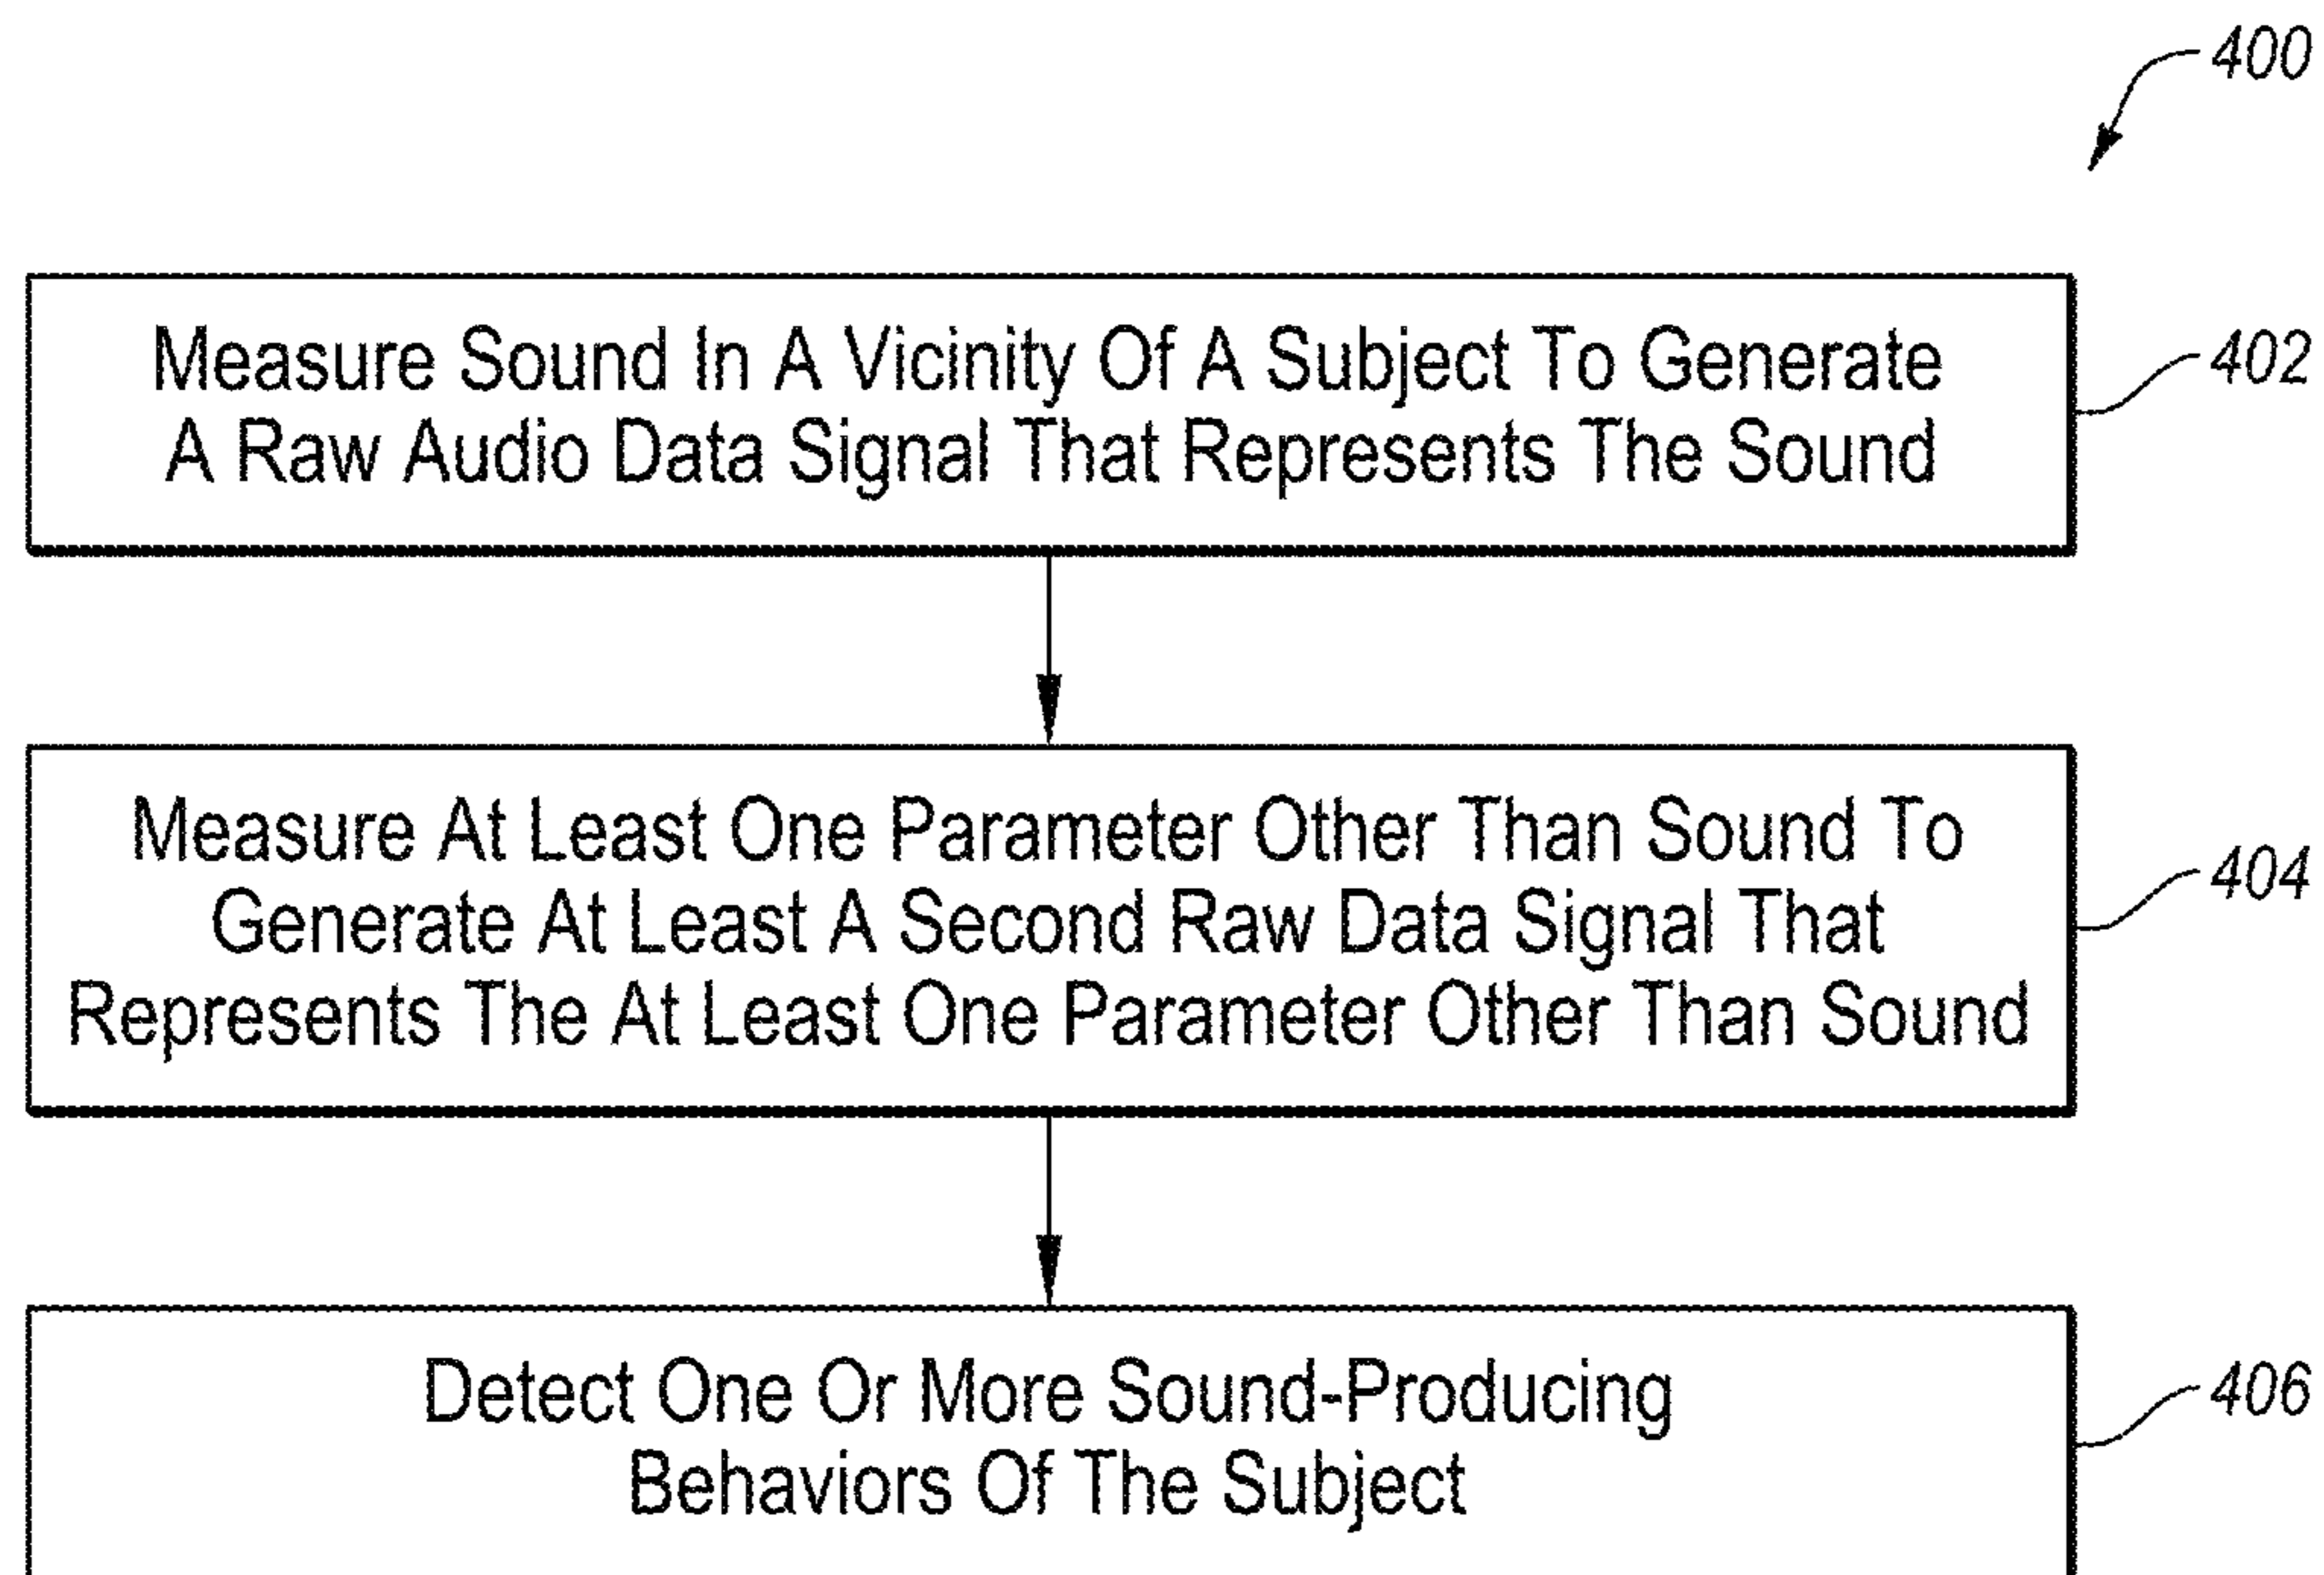 400
Measure Sound In A Vicinity Of A Subject To Generate
A Raw Audio Data Signal That Represents The Sound
402
Measure At Least One Parameter Other Than Sound To
Generate At Least A Second Raw Data Signal That
Represents The At Least One Parameter Other Than Sound
404
Detect One Or More Sound-Producing
Behaviors Of The Subject
406